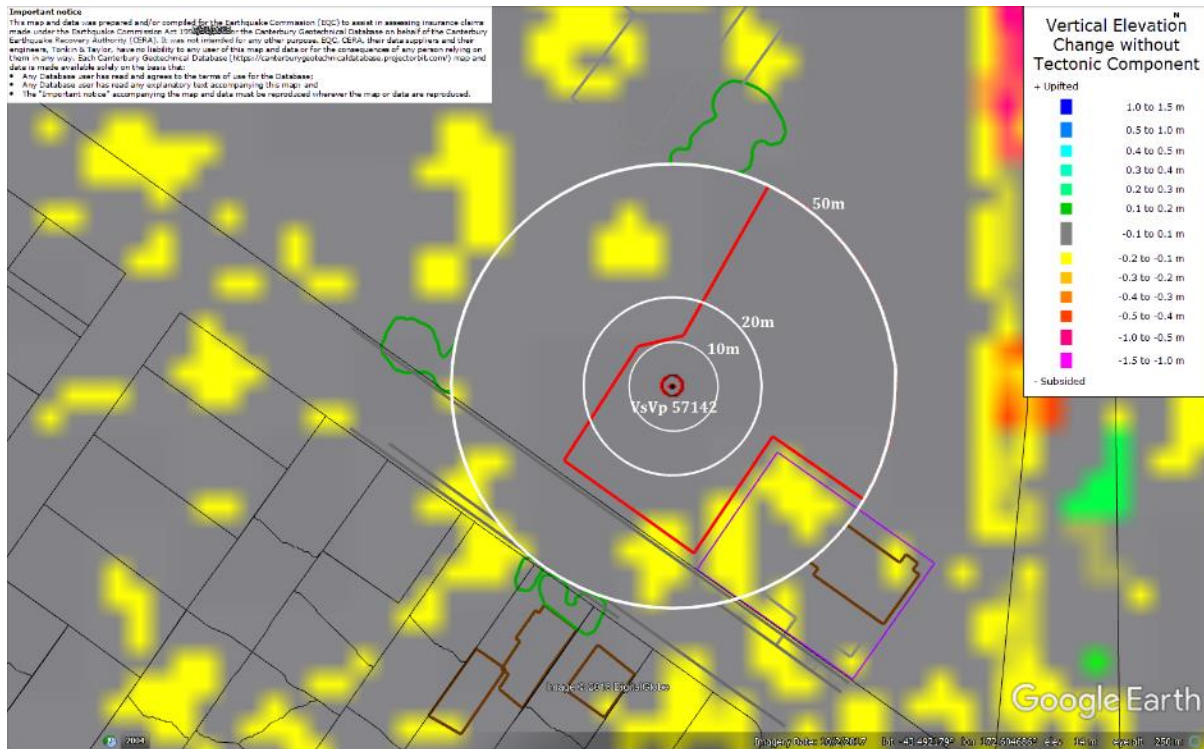 Important notice
This map and data was prepared and/or compiled for the Earthquake Commission (EQC) to assist in assessing insurance claims
made under the Earthquake Commission Act for the Canterbury Geotechnical Database on behalf of the Canterbury
Earthquake Recovery Authority (CERA). It was not intended for any other purpose. EQC, CERA, their data suppliers and their
engineers, Tonkin & Taylor, have no liability to any user of this map and data or for the consequences of any person relying on
them in any way. Each Canterbury Geotechnical Database (https://canterburygeotechnicaldatabase.projectorbit.com/) map and
data is made available solely on the basis that:
• Any Database user has read and agrees to the terms of use for the Database;
• Any Database user has read any explanatory text accompanying this map; and
• The "Important notice" accompanying the map and data must be reproduced wherever the map or data are reproduced.
N
Vertical Elevation
Change without
Tectonic Component
+ Uplifted
1.0 to 1.5 m
0.5 to 1.0 m
0.4 to 0.5 m
0.3 to 0.4 m
0.2 to 0.3 m
0.1 to 0.2 m
-0.1 to 0.1 m
-0.2 to -0.1 m
-0.3 to -0.2 m
-0.4 to -0.3 m
-0.5 to -0.4 m
-1.0 to -0.5 m
-1.5 to -1.0 m
- Subsided
50m
20m
10m
VsVp 57142
Image © 2018 DigitalGlobe
Google Earth
2004
Imagery Date: lat lon elev 14 m eye alt 250 m